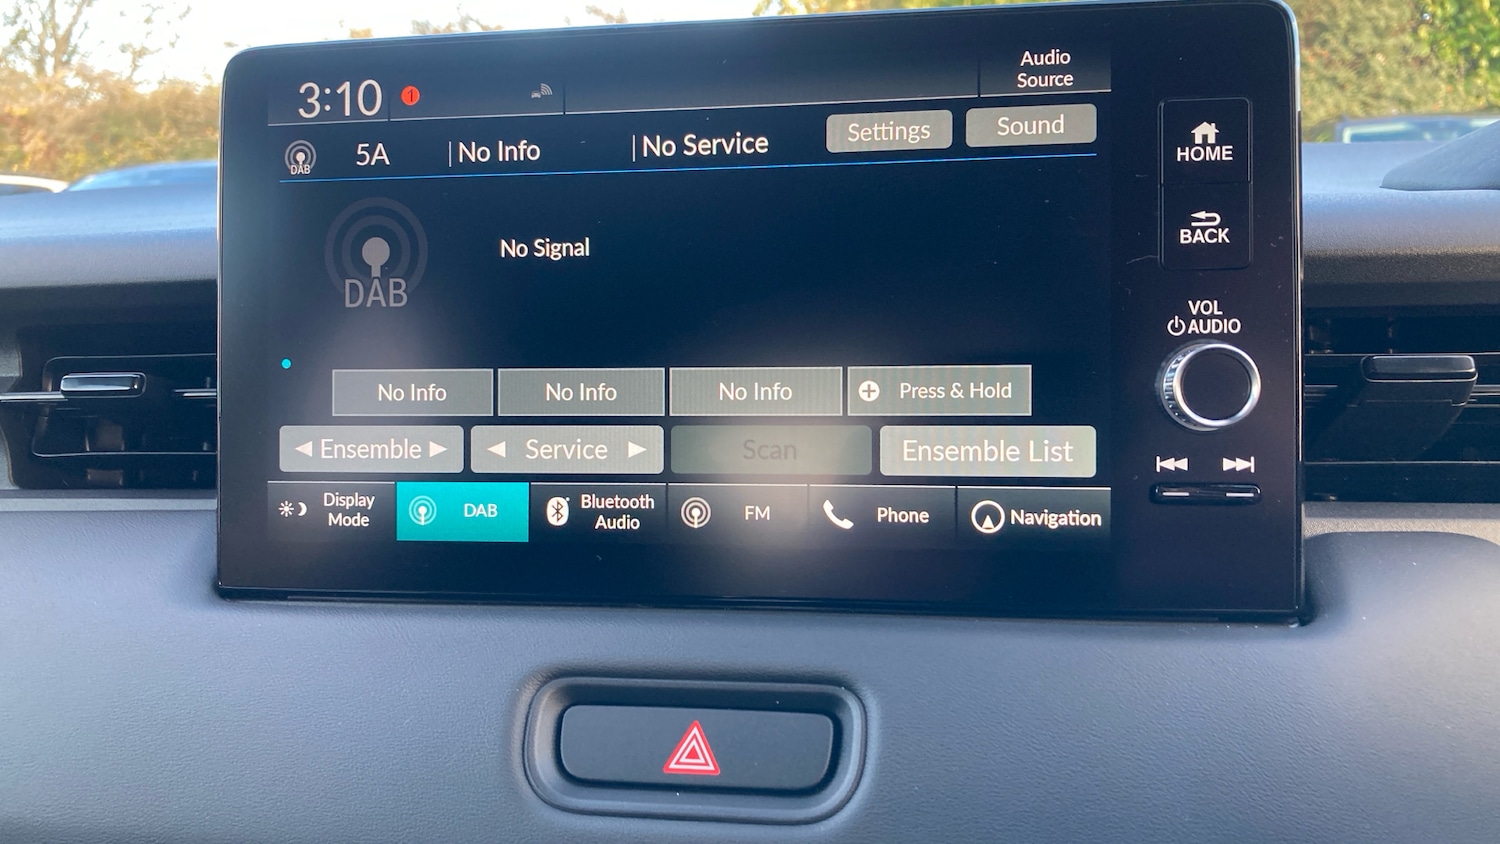 Audio
Source
3:10 1
DAB 5A No Info No Service Settings Sound
HOME
BACK
DAB
No Signal
VOL
AUDIO
No Info No Info No Info Press & Hold
Ensemble Service Scan Ensemble List
Display
Mode
DAB
Bluetooth
Audio
FM
Phone
Navigation